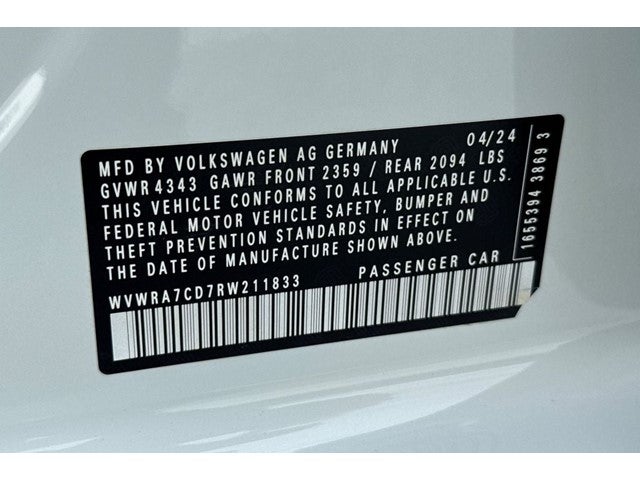 MFD BY VOLKSWAGEN AG GERMANY 04/24
GVWR 4343 GAWR FRONT 2359 / REAR 2094 LBS
THIS VEHICLE CONFORMS TO ALL APPLICABLE U.S.
FEDERAL MOTOR VEHICLE SAFETY, BUMPER AND
THEFT PREVENTION STANDARDS IN EFFECT ON
THE DATE OF MANUFACTURE SHOWN ABOVE.
WVWRA7CD7RW211833 PASSENGER CAR
1655394 3869 3